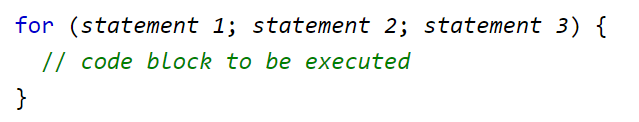 for (statement 1; statement 2; statement 3) {
  // code block to be executed
}